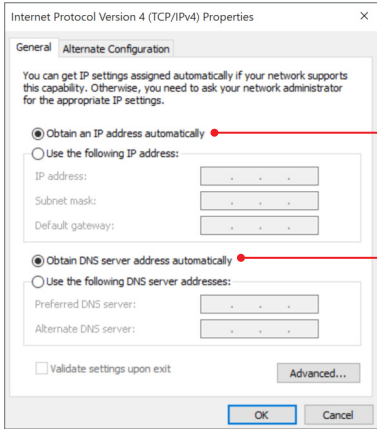 Internet Protocol Version 4 (TCP/IPv4) Properties
General Alternate Configuration
You can get IP settings assigned automatically if your network supports
this capability. Otherwise, you need to ask your network administrator
for the appropriate IP settings.
Obtain an IP address automatically
Use the following IP address:
IP address:
Subnet mask:
Default gateway:
Obtain DNS server address automatically
Use the following DNS server addresses:
Preferred DNS server:
Alternate DNS server:
Validate settings upon exit
Advanced...
OK Cancel